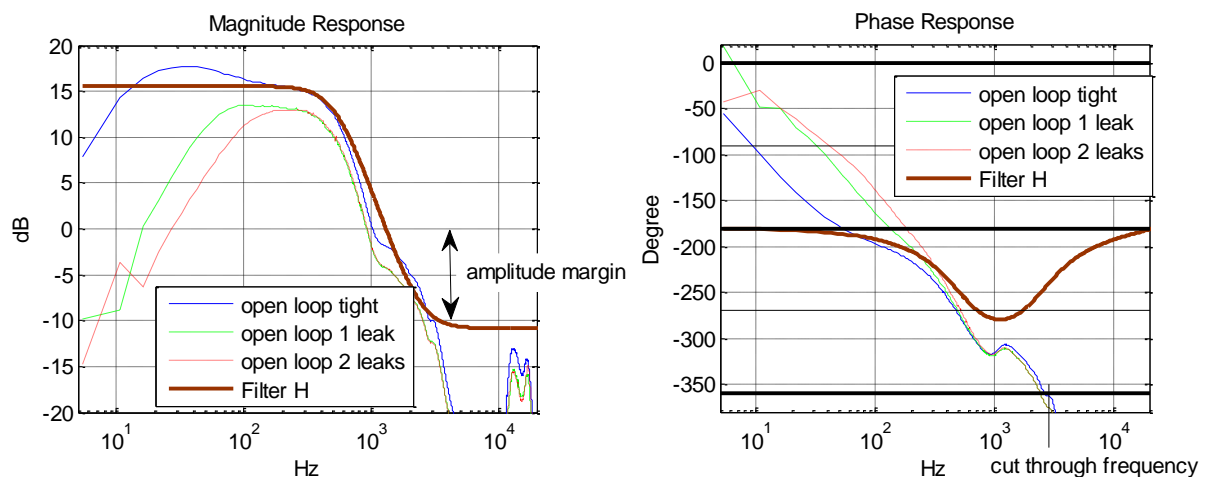 Magnitude Response
20
15
10
5
0
-5
-10
-15
-20
dB
10^1
10^2
10^3
10^4
Hz
amplitude margin
open loop tight
open loop 1 leak
open loop 2 leaks
Filter H
Phase Response
0
-50
-100
-150
-200
-250
-300
-350
Degree
10^1
10^2
10^3
10^4
Hz
cut through frequency
open loop tight
open loop 1 leak
open loop 2 leaks
Filter H